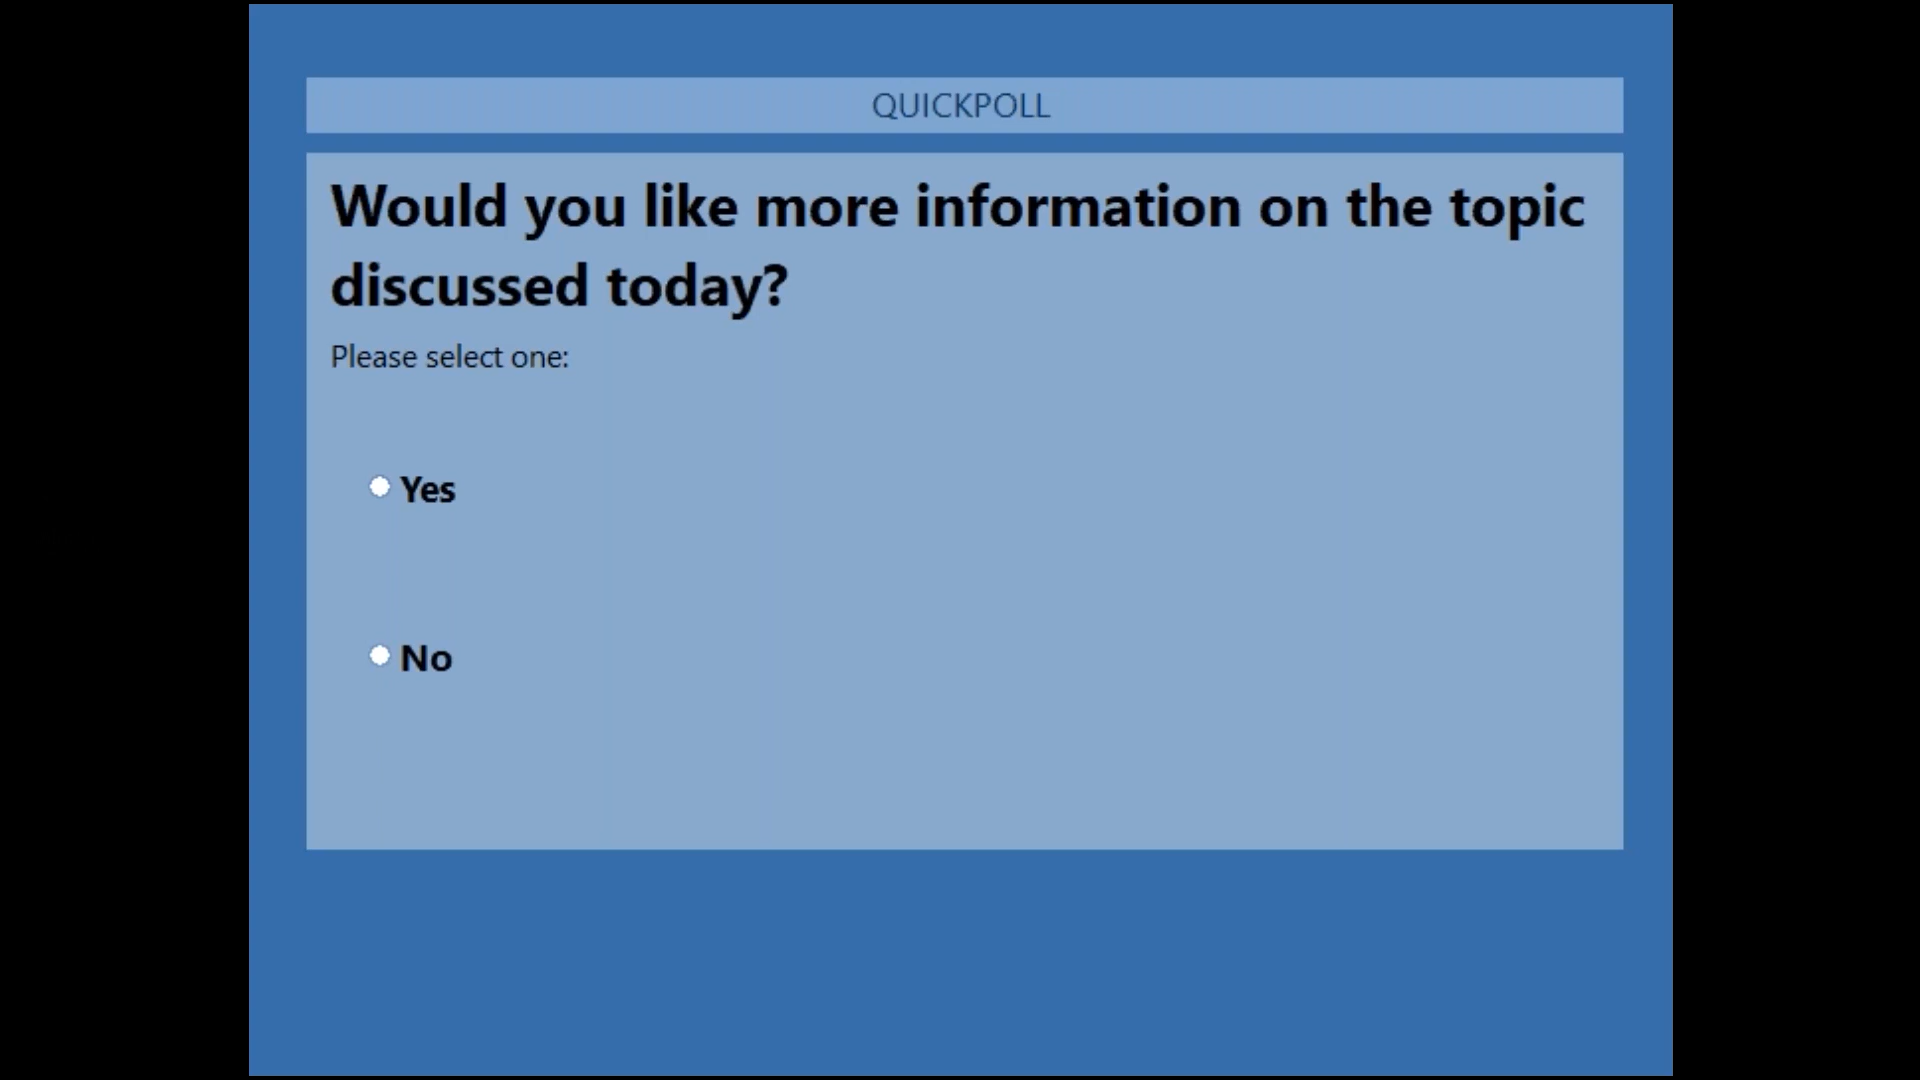 QUICKPOLL
Would you like more information on the topic
discussed today?
Please select one:
Yes
No